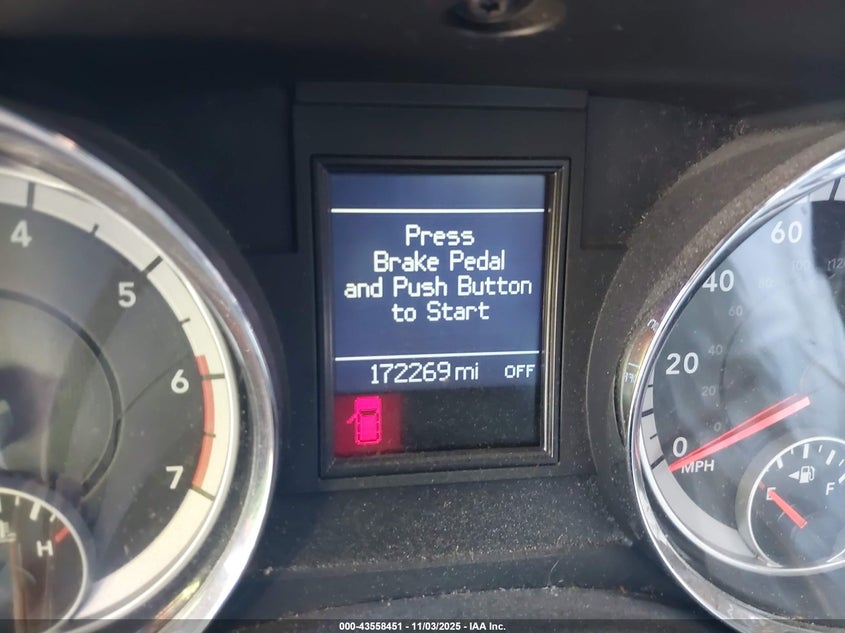 Press
Brake Pedal
and Push Button
to Start
172269 mi OFF
4
5
6
7
H
60
40
20
0
MPH
E
F
000-43558451 - 11/03/2025 - IAA Inc.